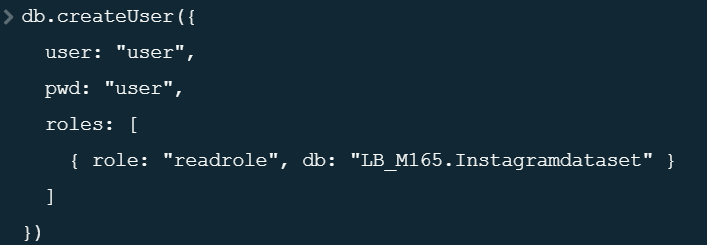 db.createUser({
user: "user",
pwd: "user",
roles: [
{ role: "readrole", db: "LB_M165.Instagramdataset" }
]
})